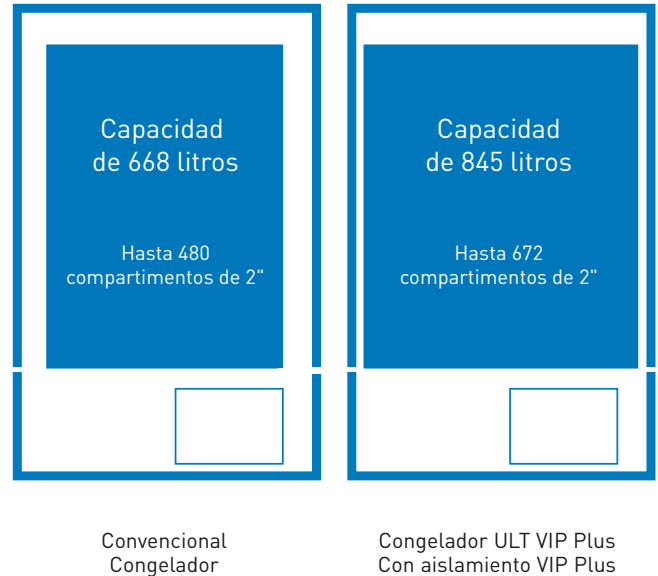 Capacidad
de 668 litros
Hasta 480
compartimentos de 2"
Capacidad
de 845 litros
Hasta 672
compartimentos de 2"
Convencional
Congelador
Congelador ULT VIP Plus
Con aislamiento VIP Plus